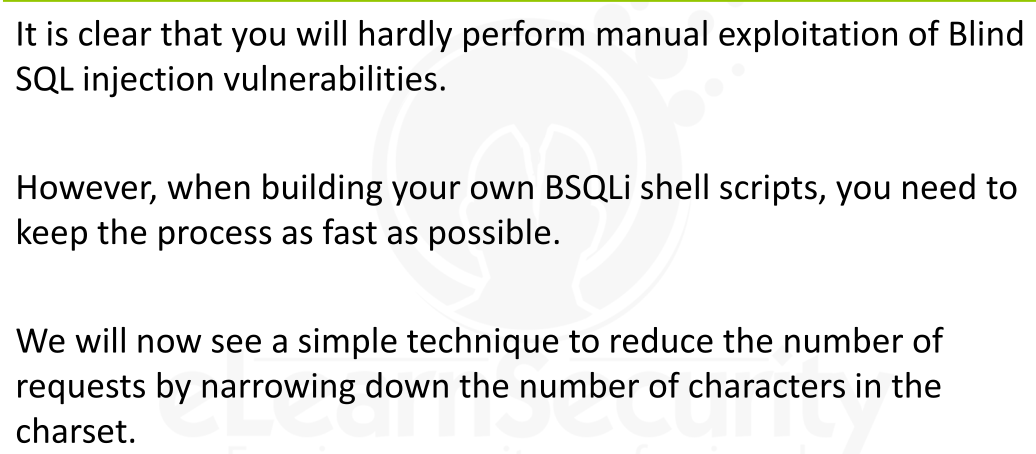 It is clear that you will hardly perform manual exploitation of Blind
SQL injection vulnerabilities.
However, when building your own BSQLi shell scripts, you need to
keep the process as fast as possible.
We will now see a simple technique to reduce the number of
requests by narrowing down the number of characters in the
charset.
eLearnSecurity